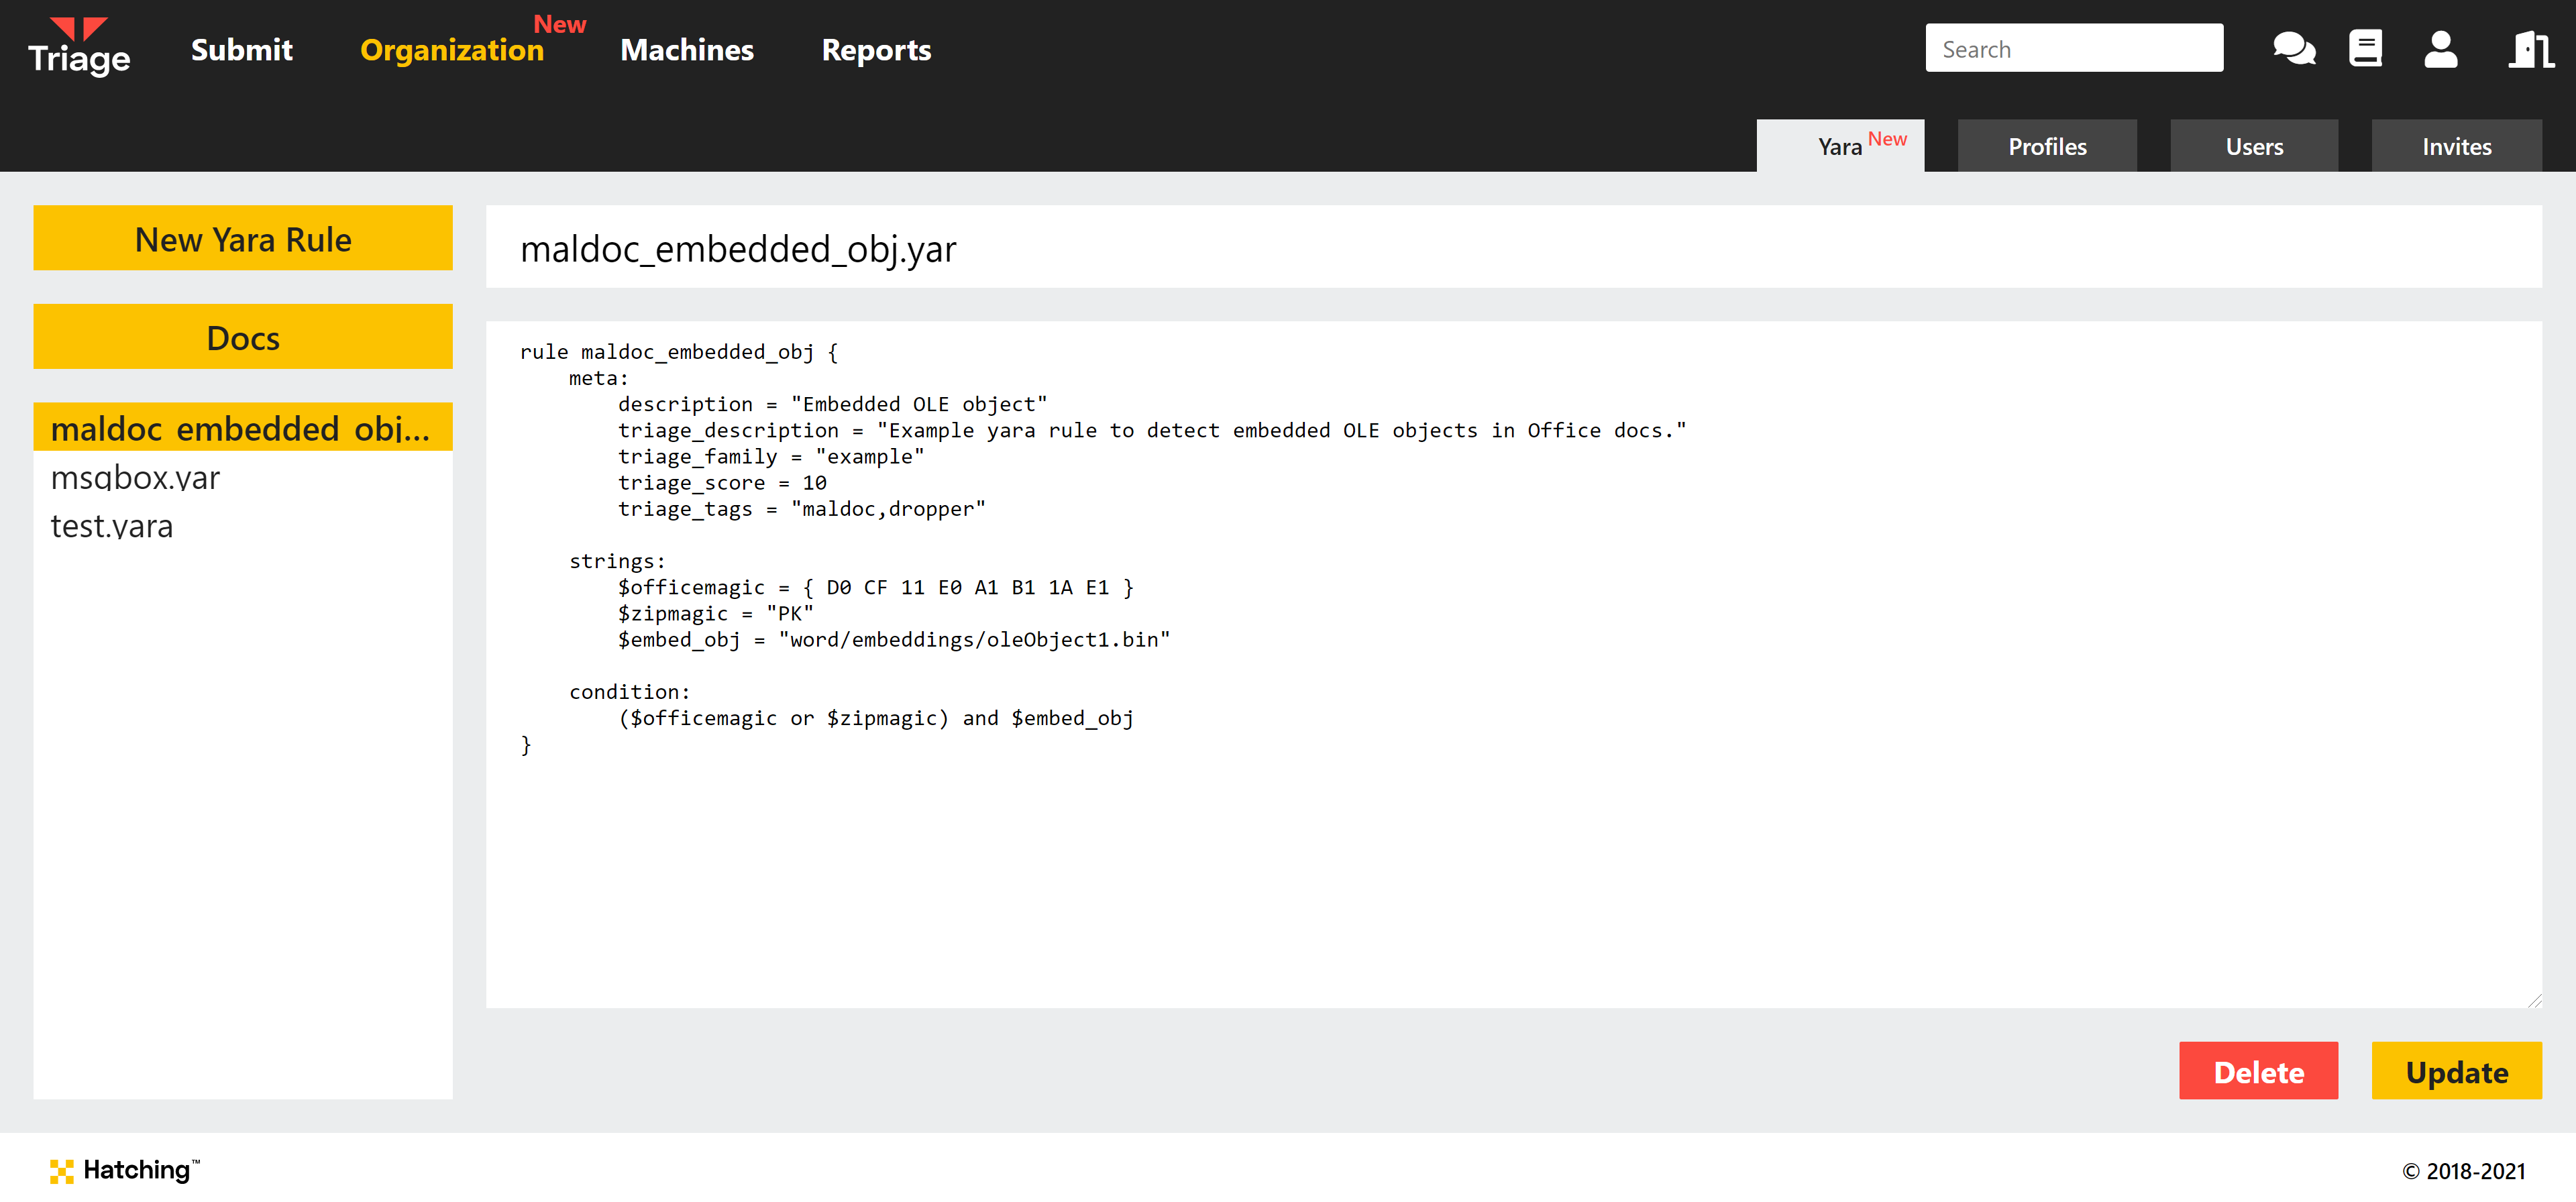 Triage
Submit
Organization
New
Machines
Reports
Search
Yara New
Profiles
Users
Invites
New Yara Rule
Docs
maldoc_embedded_obj...
msgbox.yar
test.yara
maldoc_embedded_obj.yar
rule maldoc_embedded_obj {
    meta:
        description = "Embedded OLE object"
        triage_description = "Example yara rule to detect embedded OLE objects in Office docs."
        triage_family = "example"
        triage_score = 10
        triage_tags = "maldoc,dropper"
    strings:
        $officemagic = { D0 CF 11 E0 A1 B1 1A E1 }
        $zipmagic = "PK"
        $embed_obj = "word/embeddings/oleObject1.bin"
    condition:
        ($officemagic or $zipmagic) and $embed_obj
}
Delete
Update
Hatching™
© 2018-2021